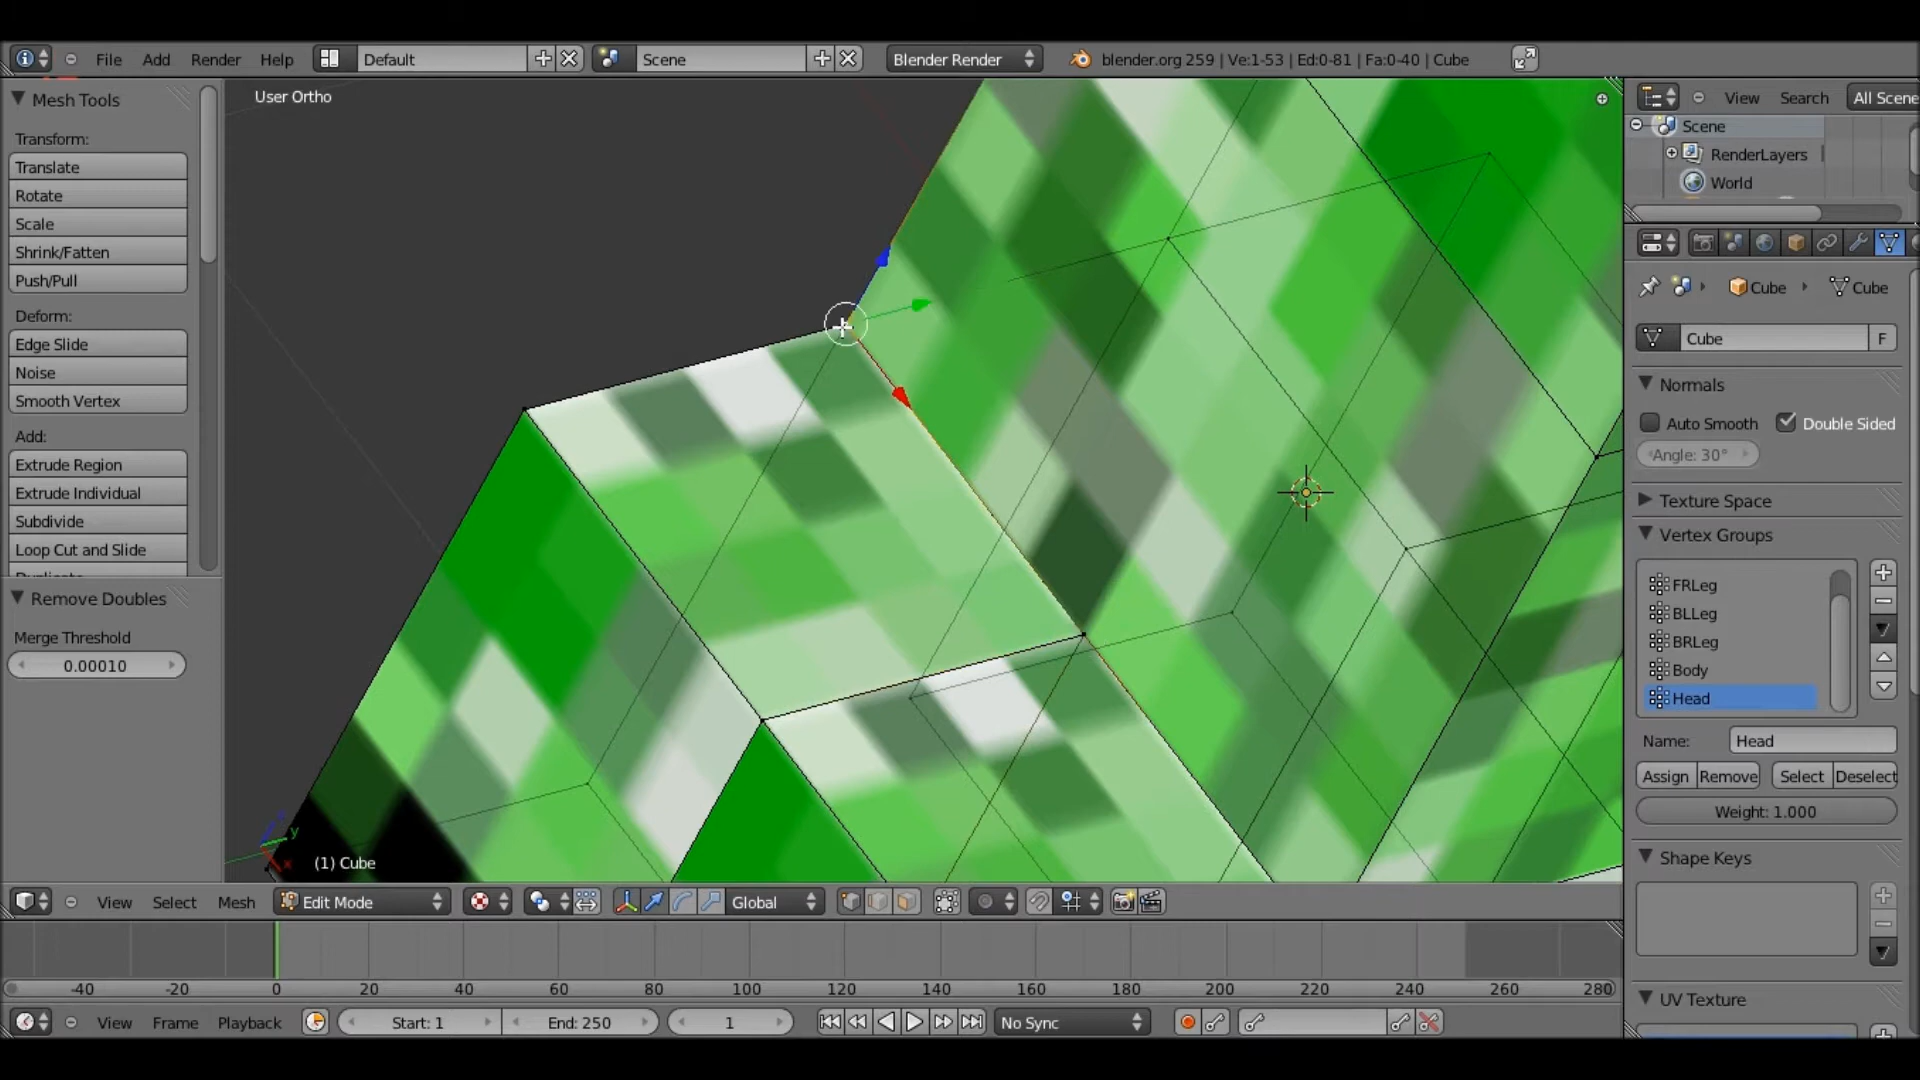 File Add Render Help Default Scene Blender Render blender.org 259 | Ve:1-53 | Ed:0-81 | Fa:0-40 | Cube
Mesh Tools
Transform:
Translate
Rotate
Scale
Shrink/Fatten
Push/Pull
Deform:
Edge Slide
Noise
Smooth Vertex
Add:
Extrude Region
Extrude Individual
Subdivide
Loop Cut and Slide
Remove Doubles
Merge Threshold
0.00010
User Ortho
y
x
(1) Cube
View Select Mesh Edit Mode Global
-40 -20 0 20 40 60 80 100 120 140 160 180 200 220 240 260 280
View Frame Playback Start: 1 End: 250 1 No Sync
View Search All Scene
Scene
RenderLayers
World
Cube Cube
Cube F
Normals
Auto Smooth Double Sided
Angle: 30°
Texture Space
Vertex Groups
FRLeg
BLLeg
BRLeg
Body
Head
Name: Head
Assign Remove Select Deselect
Weight: 1.000
Shape Keys
UV Texture